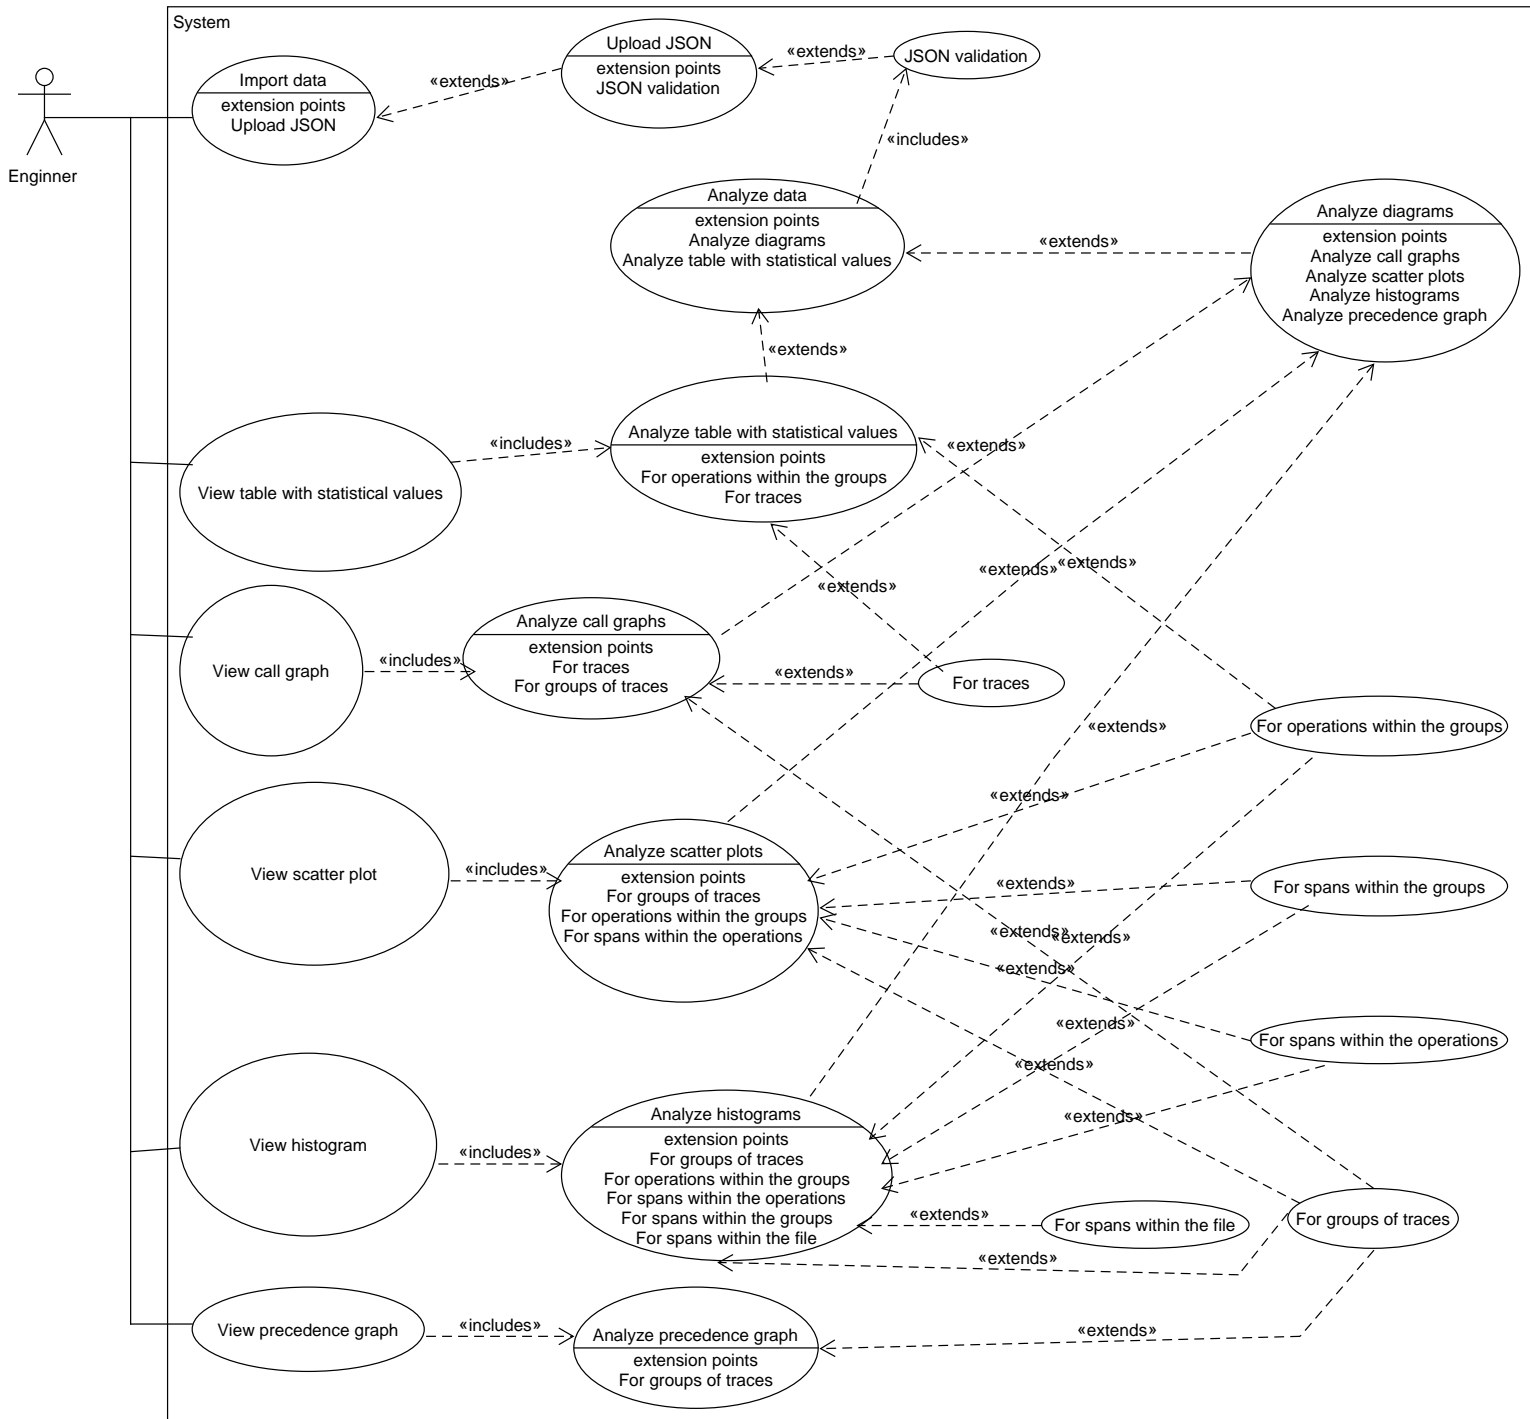 System
Upload JSON
extension points
JSON validation
«extends»
JSON validation
Import data
extension points
Upload JSON
«extends»
Enginner
«includes»
Analyze data
extension points
Analyze diagrams
Analyze table with statistical values
«extends»
Analyze diagrams
extension points
Analyze call graphs
Analyze scatter plots
Analyze histograms
Analyze precedence graph
«extends»
View table with statistical values
«includes»
Analyze table with statistical values
extension points
For operations within the groups
For traces
«extends»
«extends»
«extends»
«extends»
View call graph
«includes»
Analyze call graphs
extension points
For traces
For groups of traces
«extends»
For traces
«extends»
For operations within the groups
«extends»
View scatter plot
«includes»
Analyze scatter plots
extension points
For groups of traces
For operations within the groups
For spans within the operations
«extends»
For spans within the groups
«extends»
«extends»
«extends»
«extends»
For spans within the operations
«extends»
«extends»
View histogram
«includes»
Analyze histograms
extension points
For groups of traces
For operations within the groups
For spans within the operations
For spans within the groups
For spans within the file
«extends»
For spans within the file
For groups of traces
«extends»
View precedence graph
«includes»
Analyze precedence graph
extension points
For groups of traces
«extends»